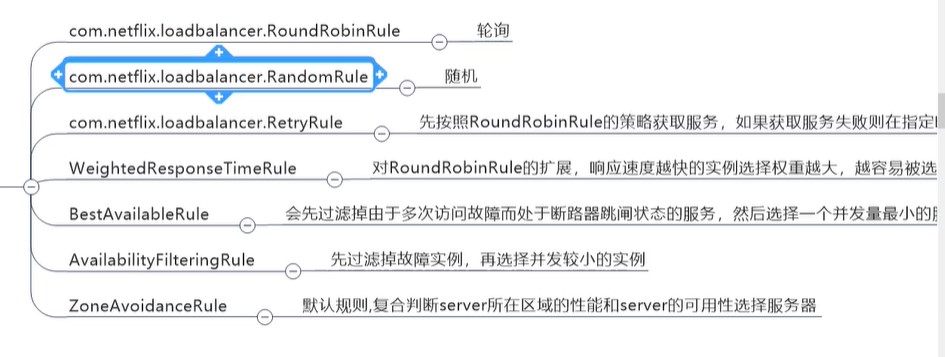 com.netflix.loadbalancer.RoundRobinRule 轮询
com.netflix.loadbalancer.RandomRule 随机
com.netflix.loadbalancer.RetryRule 先按照RoundRobinRule的策略获取服务，如果获取服务失败则在指定
WeightedResponseTimeRule 对RoundRobinRule的扩展，响应速度越快的实例选择权重越大，越容易被选
BestAvailableRule 会先过滤掉由于多次访问故障而处于断路器跳闸状态的服务，然后选择一个并发量最小的
AvailabilityFilteringRule 先过滤掉故障实例，再选择并发较小的实例
ZoneAvoidanceRule 默认规则,复合判断server所在区域的性能和server的可用性选择服务器